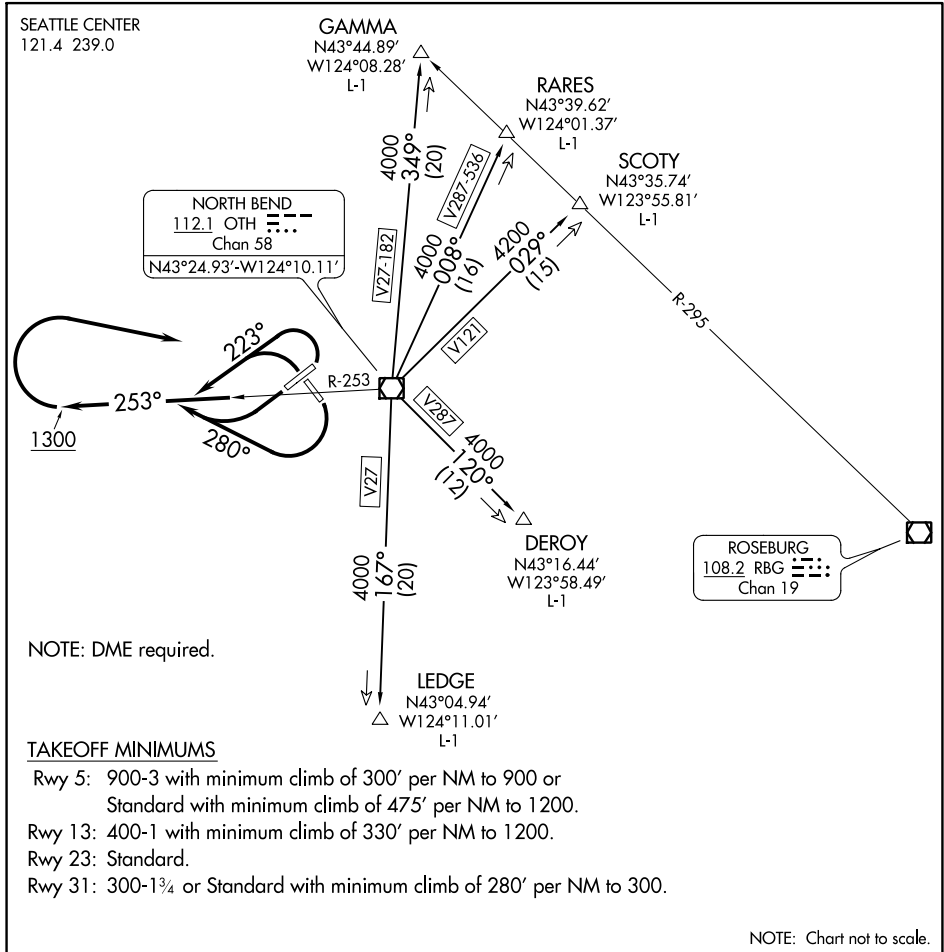 SEATTLE CENTER
121.4 239.0
GAMMA
N43°44.89'
W124°08.28'
L-1
RARES
N43°39.62'
W124°01.37'
L-1
SCOTY
N43°35.74'
W123°55.81'
L-1
NORTH BEND
112.1 OTH
Chan 58
N43°24.93'-W124°10.11'
4000
349°
(20)
V27-182
V287-536
4000
008°
(16)
4200
029°
(15)
V121
R-295
223°
R-253
253°
1300
280°
V287
4000
120°
(12)
V27
4000
167°
(20)
DEROY
N43°16.44'
W123°58.49'
L-1
ROSEBURG
108.2 RBG
Chan 19
NOTE: DME required.
LEDGE
N43°04.94'
W124°11.01'
L-1
TAKEOFF MINIMUMS
Rwy 5: 900-3 with minimum climb of 300' per NM to 900 or
Standard with minimum climb of 475' per NM to 1200.
Rwy 13: 400-1 with minimum climb of 330' per NM to 1200.
Rwy 23: Standard.
Rwy 31: 300-1¾ or Standard with minimum climb of 280' per NM to 300.
NOTE: Chart not to scale.